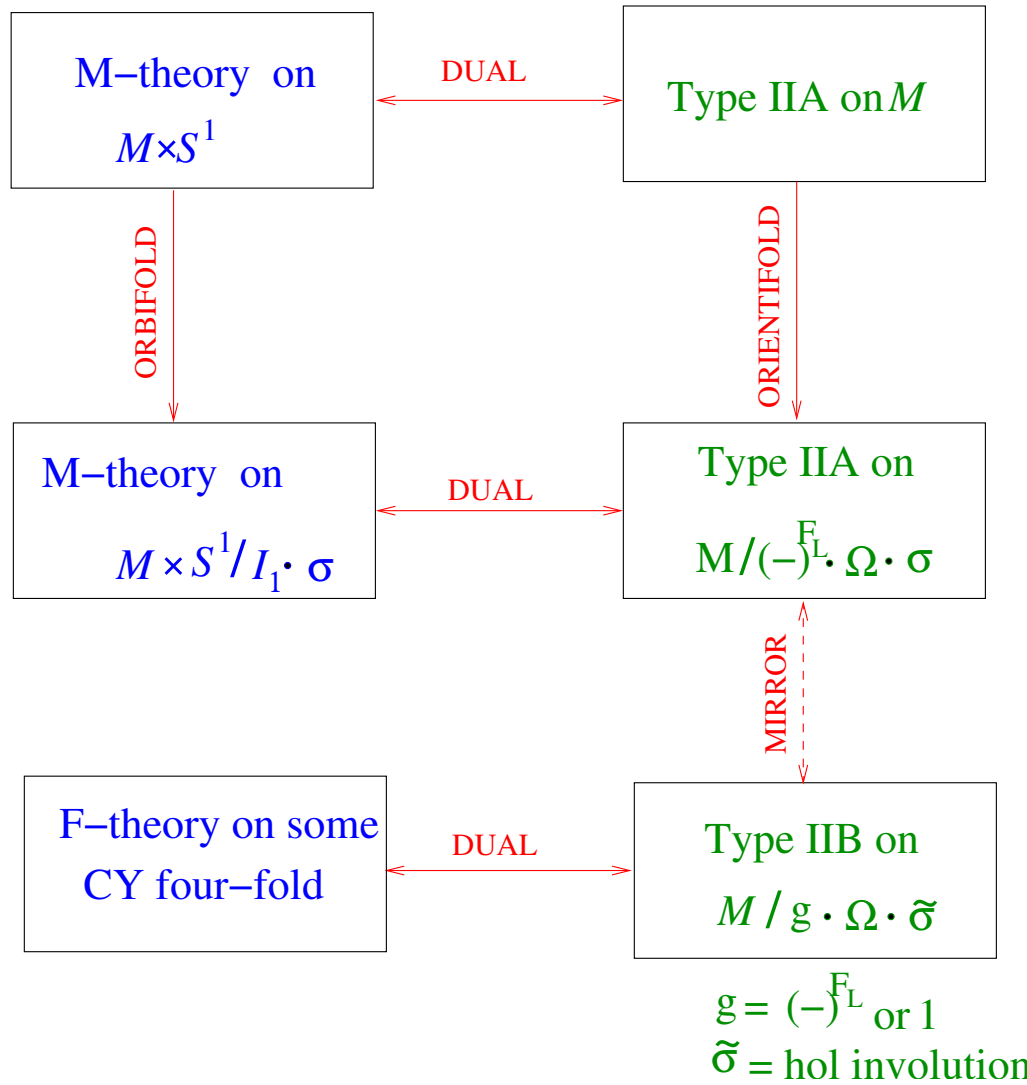 M–theory on
M×S¹
DUAL
Type IIA on M
ORBIFOLD
ORIENTIFOLD
M–theory on
M × S¹/I₁· σ
DUAL
Type IIA on
M/(–)^F_L · Ω · σ
MIRROR
F–theory on some
CY four–fold
DUAL
Type IIB on
M / g · Ω · σ̃
g = (–)^F_L or 1
σ̃ = hol involution